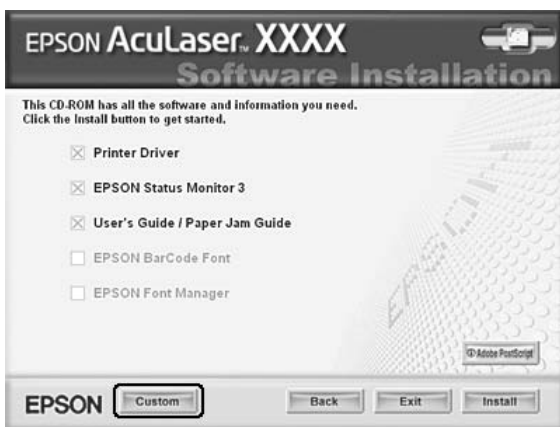 EPSON AcuLaser™ XXXX
Software Installation
This CD-ROM has all the software and information you need.
Click the Install button to get started.
Printer Driver
EPSON Status Monitor 3
User's Guide / Paper Jam Guide
EPSON BarCode Font
EPSON Font Manager
EPSON
Adobe PostScript
EPSON
Custom
Back
Exit
Install